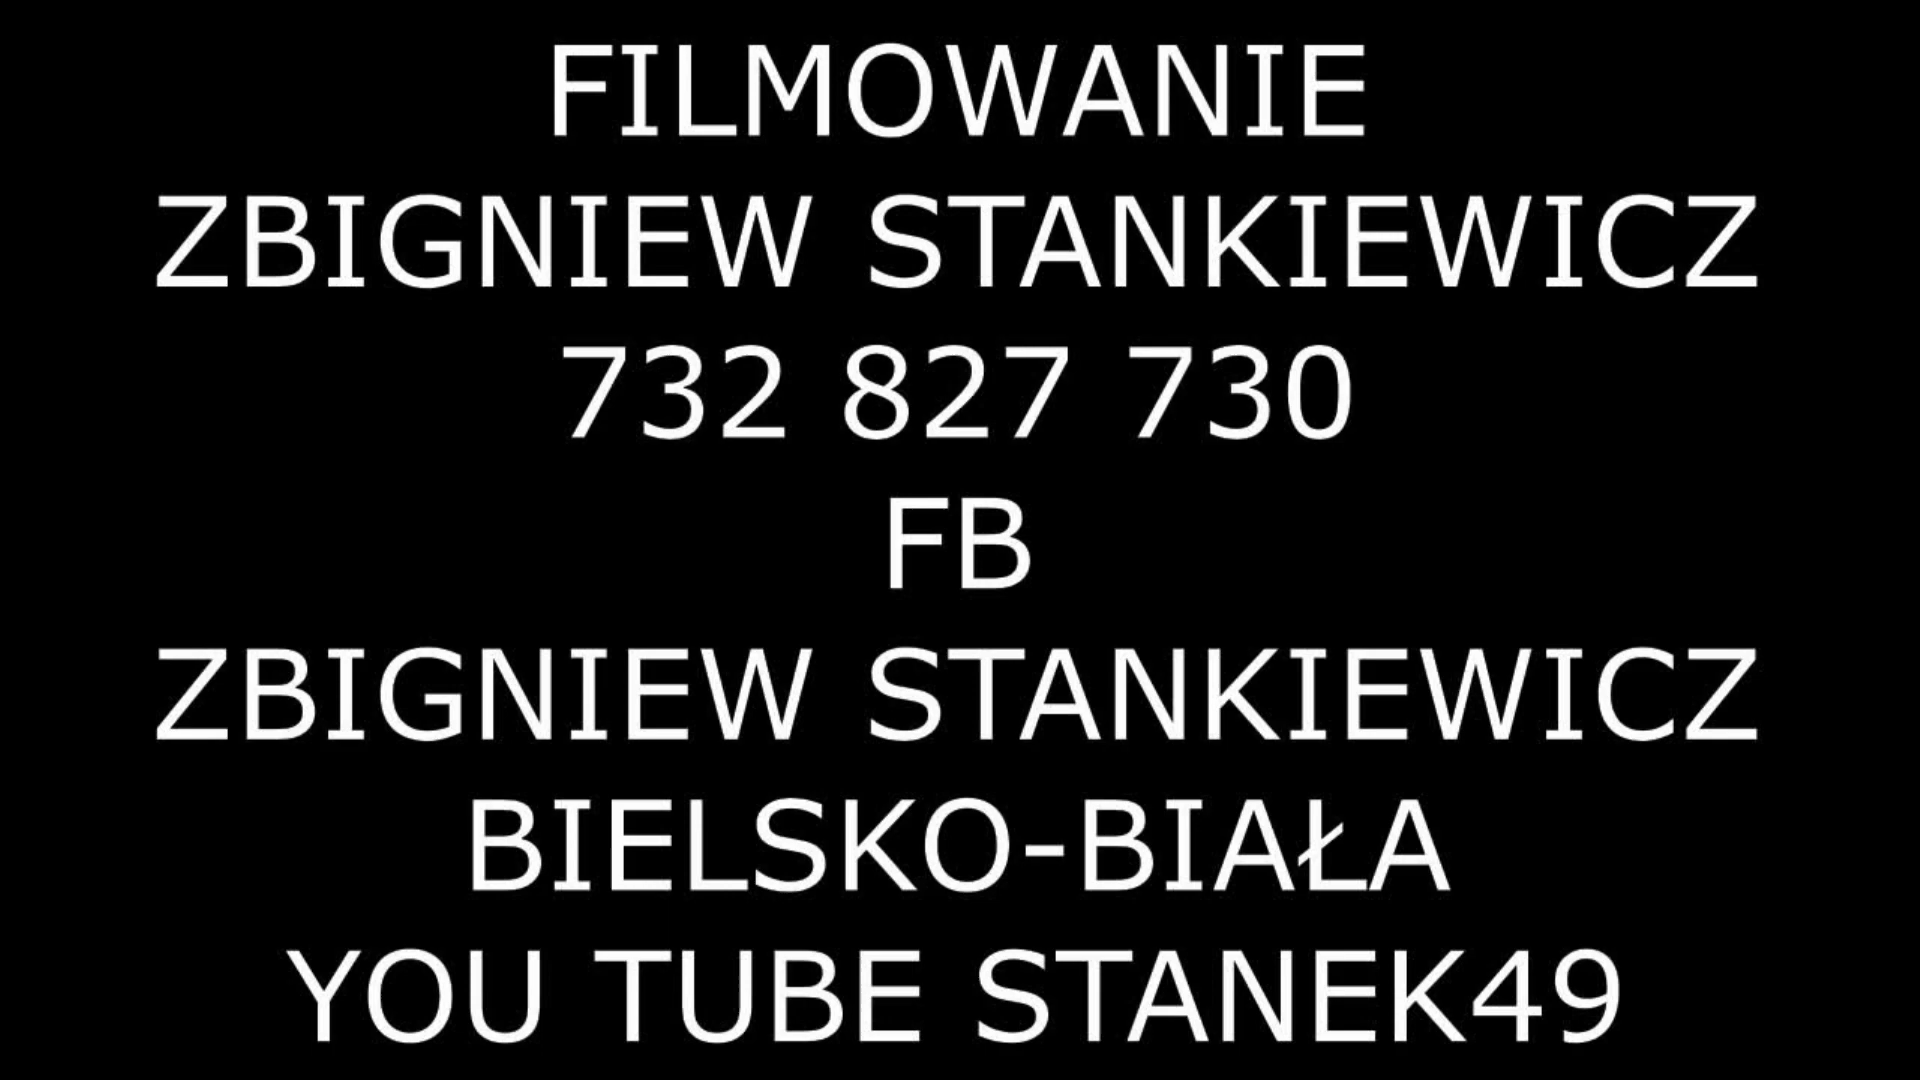 FILMOWANIE
ZBIGNIEW STANKIEWICZ
732 827 730
FB
ZBIGNIEW STANKIEWICZ
BIELSKO-BIAŁA
YOU TUBE STANEK49